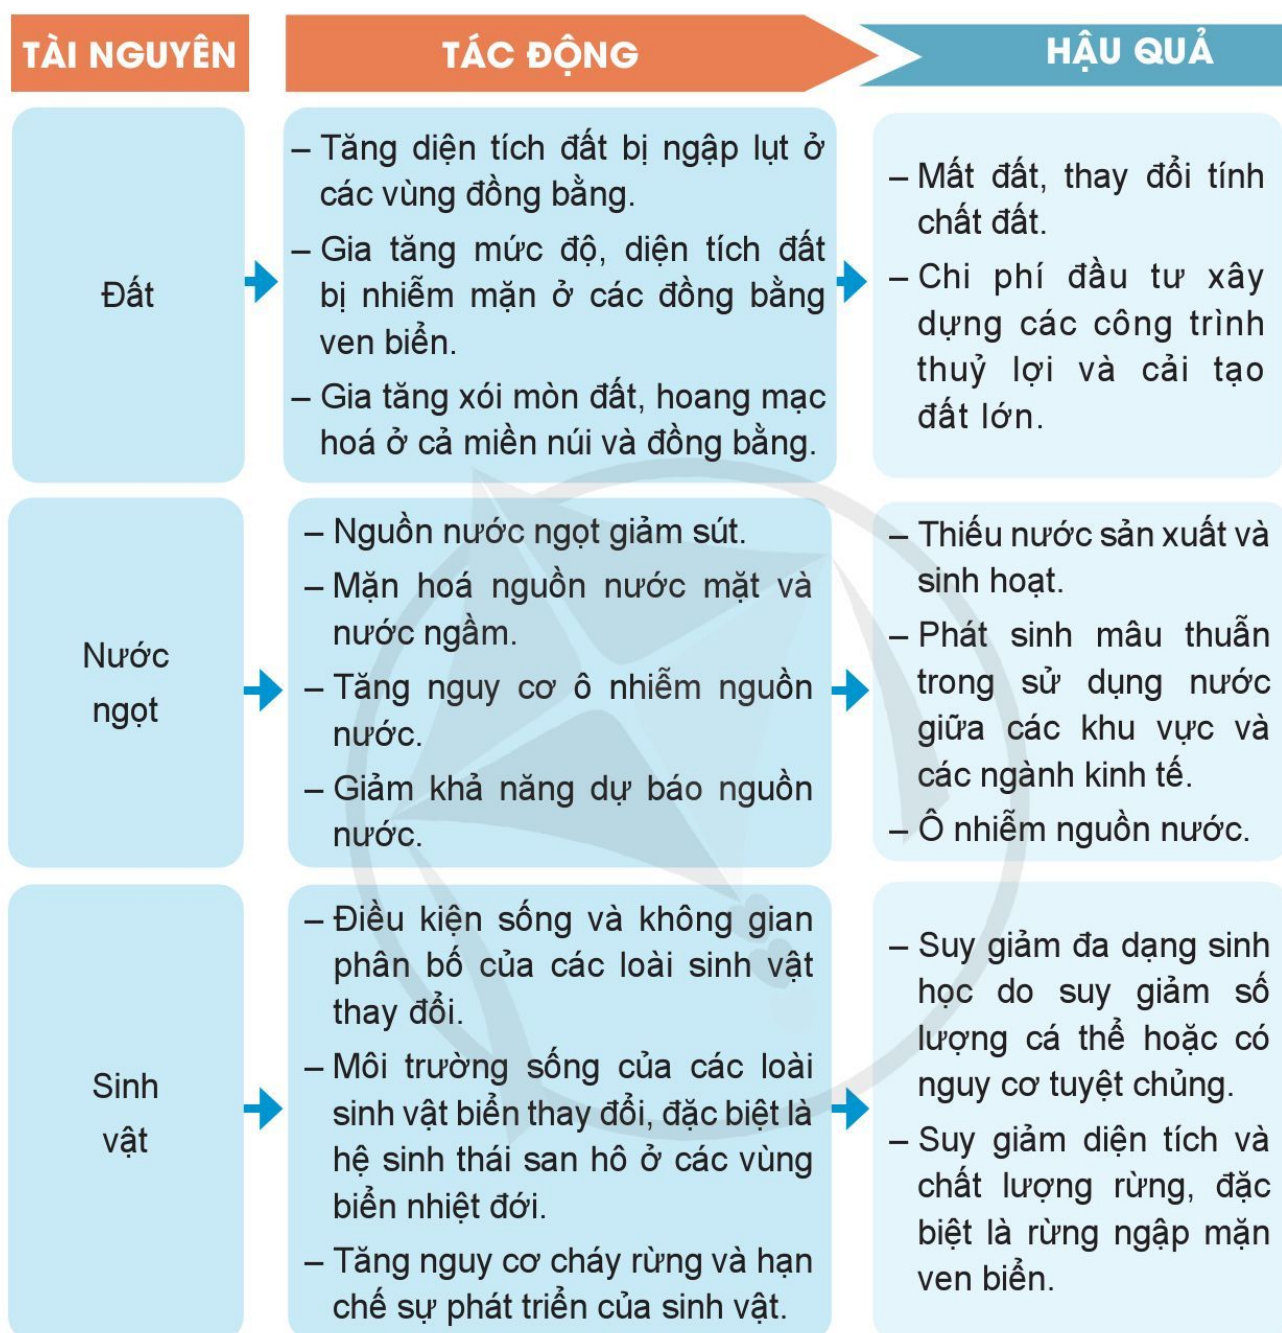 TÀI NGUYÊN
TÁC ĐỘNG
HẬU QUẢ
Đất
– Tăng diện tích đất bị ngập lụt ở
các vùng đồng bằng.
– Gia tăng mức độ, diện tích đất
bị nhiễm mặn ở các đồng bằng
ven biển.
– Gia tăng xói mòn đất, hoang mạc
hoá ở cả miền núi và đồng bằng.
– Mất đất, thay đổi tính
chất đất.
– Chi phí đầu tư xây
dựng các công trình
thuỷ lợi và cải tạo
đất lớn.
Nước
ngọt
– Nguồn nước ngọt giảm sút.
– Mặn hoá nguồn nước mặt và
nước ngầm.
– Tăng nguy cơ ô nhiễm nguồn
nước.
– Giảm khả năng dự báo nguồn
nước.
– Thiếu nước sản xuất và
sinh hoạt.
– Phát sinh mâu thuẫn
trong sử dụng nước
giữa các khu vực và
các ngành kinh tế.
– Ô nhiễm nguồn nước.
Sinh
vật
– Điều kiện sống và không gian
phân bố của các loài sinh vật
thay đổi.
– Môi trường sống của các loài
sinh vật biển thay đổi, đặc biệt là
hệ sinh thái san hô ở các vùng
biển nhiệt đới.
– Tăng nguy cơ cháy rừng và hạn
chế sự phát triển của sinh vật.
– Suy giảm đa dạng sinh
học do suy giảm số
lượng cá thể hoặc có
nguy cơ tuyệt chủng.
– Suy giảm diện tích và
chất lượng rừng, đặc
biệt là rừng ngập mặn
ven biển.